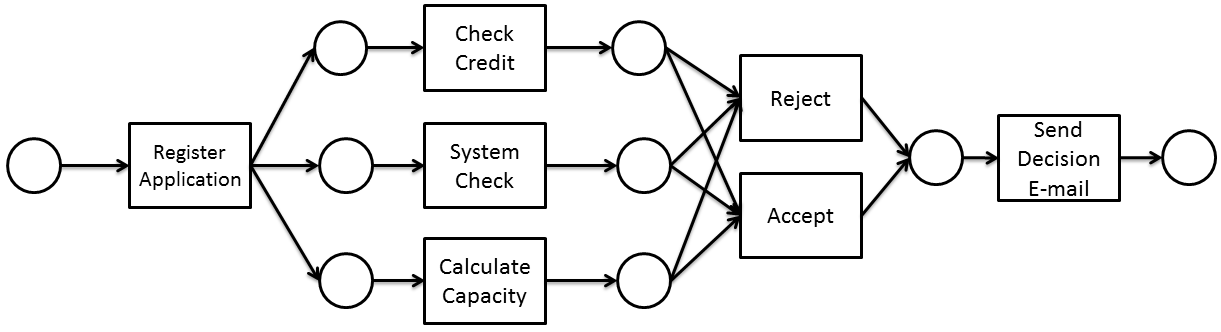 Register
Application
Check
Credit
System
Check
Calculate
Capacity
Reject
Accept
Send
Decision
E-mail